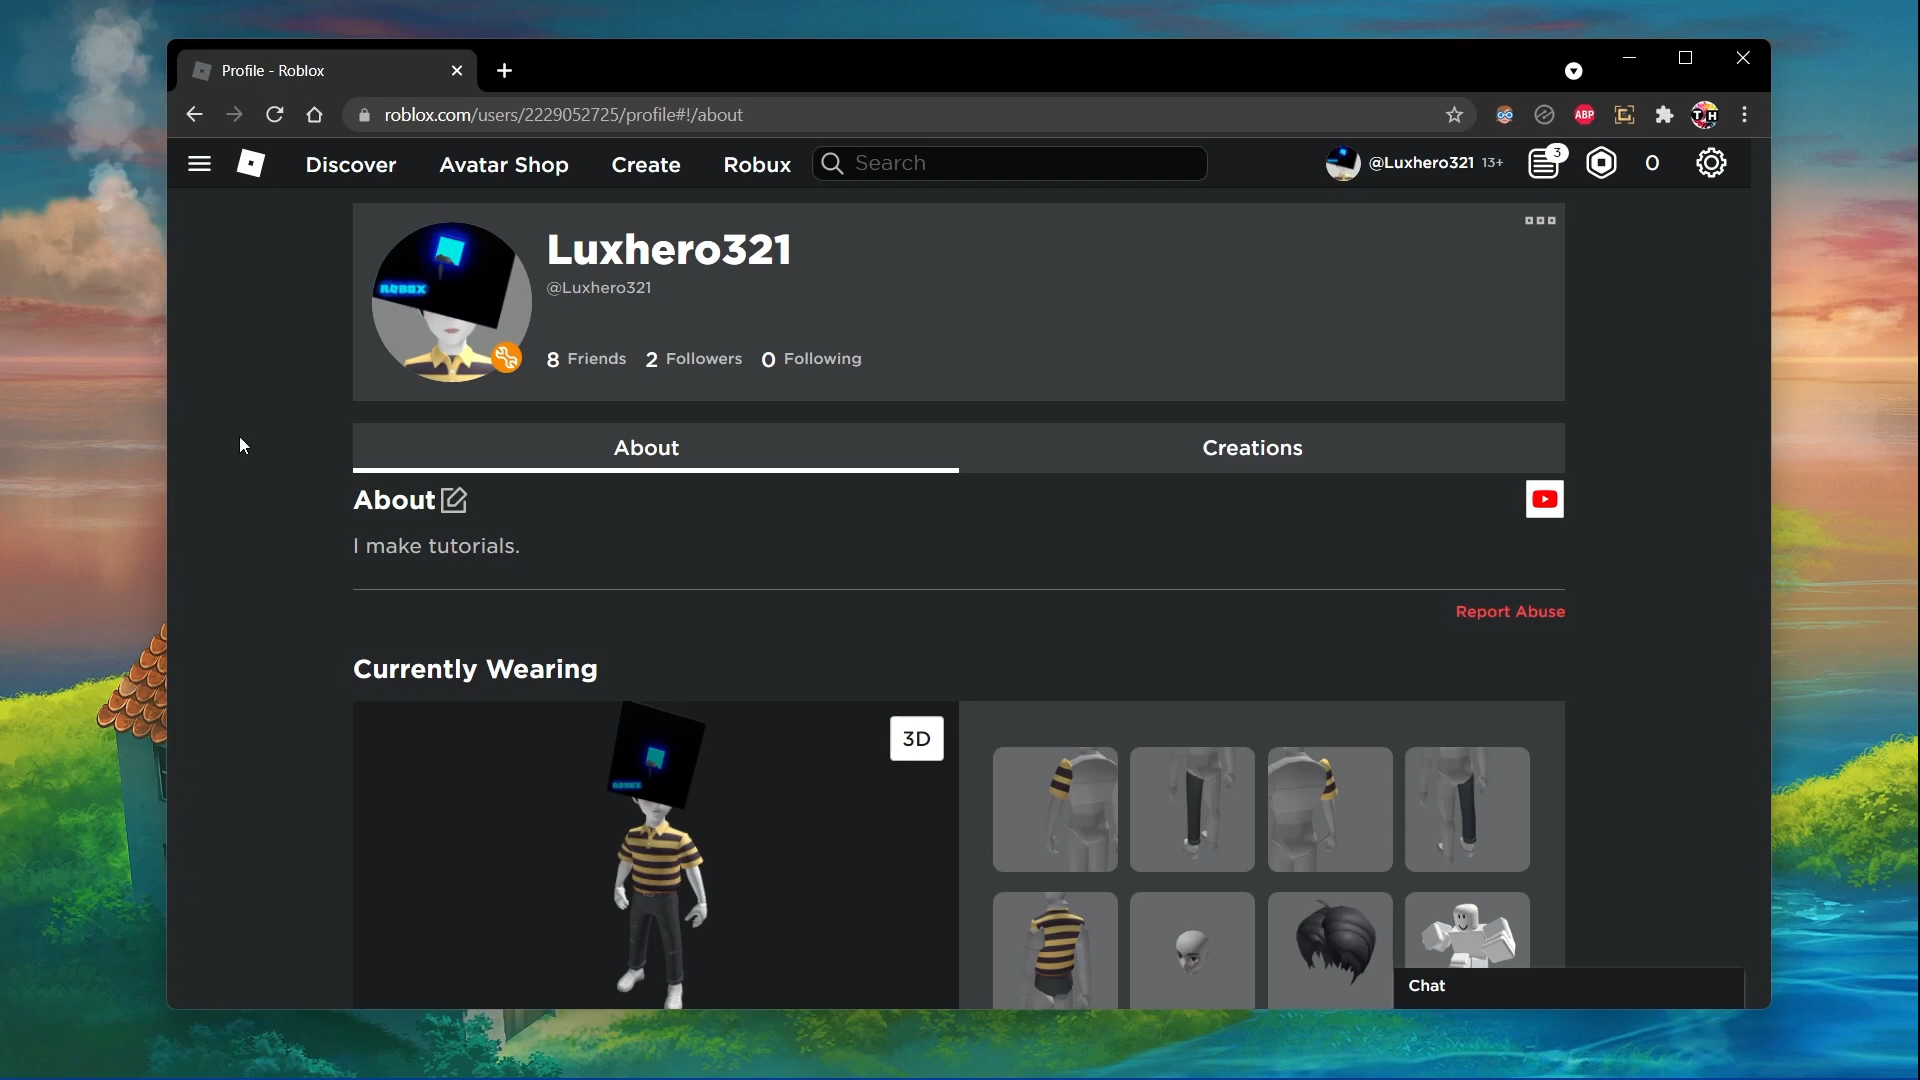 Profile - Roblox
roblox.com/users/2229052725/profile#!/about
ABP
T H
Discover
Avatar Shop
Create
Robux
Search
@Luxhero321 13+
3
0
Luxhero321
@Luxhero321
8 Friends 2 Followers 0 Following
About
Creations
About
I make tutorials.
Report Abuse
Currently Wearing
3D
Chat